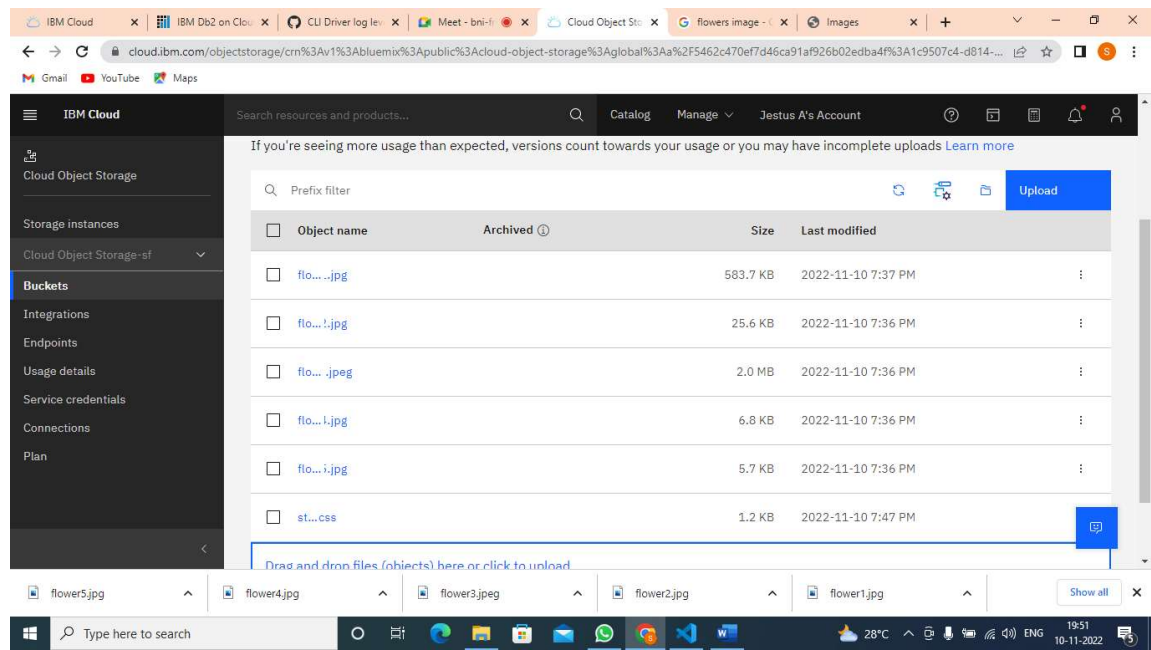 IBM Cloud
IBM Db2 on Clou
CLI Driver log lev
Meet - bni-f
Cloud Object Sto
flowers image - G
Images
cloud.ibm.com/objectstorage/crn%3Av1%3Abluemix%3Apublic%3Acloud-object-storage%3Aglobal%3Aa%2F5462c470ef7d46ca91af926b02edba4f%3A1c9507c4-d814-...
S
Gmail YouTube Maps
IBM Cloud
Search resources and products...
Catalog Manage Jestus A's Account
Cloud Object Storage
Storage instances
Cloud Object Storage-sf
Buckets
Integrations
Endpoints
Usage details
Service credentials
Connections
Plan
If you're seeing more usage than expected, versions count towards your usage or you may have incomplete uploads Learn more
Prefix filter
Upload
Object name Archived Size Last modified
flo... ..jpg 583.7 KB 2022-11-10 7:37 PM
flo... !.jpg 25.6 KB 2022-11-10 7:36 PM
flo... .jpeg 2.0 MB 2022-11-10 7:36 PM
flo... .jpg 6.8 KB 2022-11-10 7:36 PM
flo... .jpg 5.7 KB 2022-11-10 7:36 PM
st...css 1.2 KB 2022-11-10 7:47 PM
Drag and drop files (objects) here or click to upload
flower5.jpg flower4.jpg flower3.jpeg flower2.jpg flower1.jpg Show all
Type here to search
28°C
ENG
19:51
10-11-2022
5